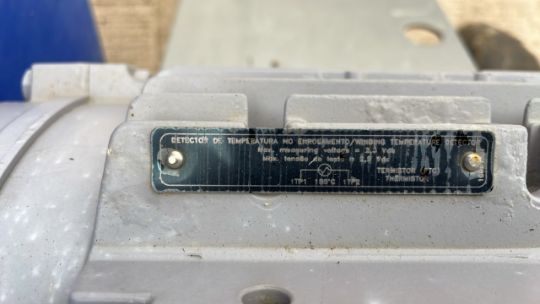 DETECTOR DE TEMPERATURA NO ENROLAMENTO/WINDING TEMPERATURE DETECTOR
Max. measuring voltage = 2,5 Vdc
Max. tensão de teste = 2,5 Vdc
1TP1 155°C 1TP2
TERMISTOR (PTC)
THERMISTOR